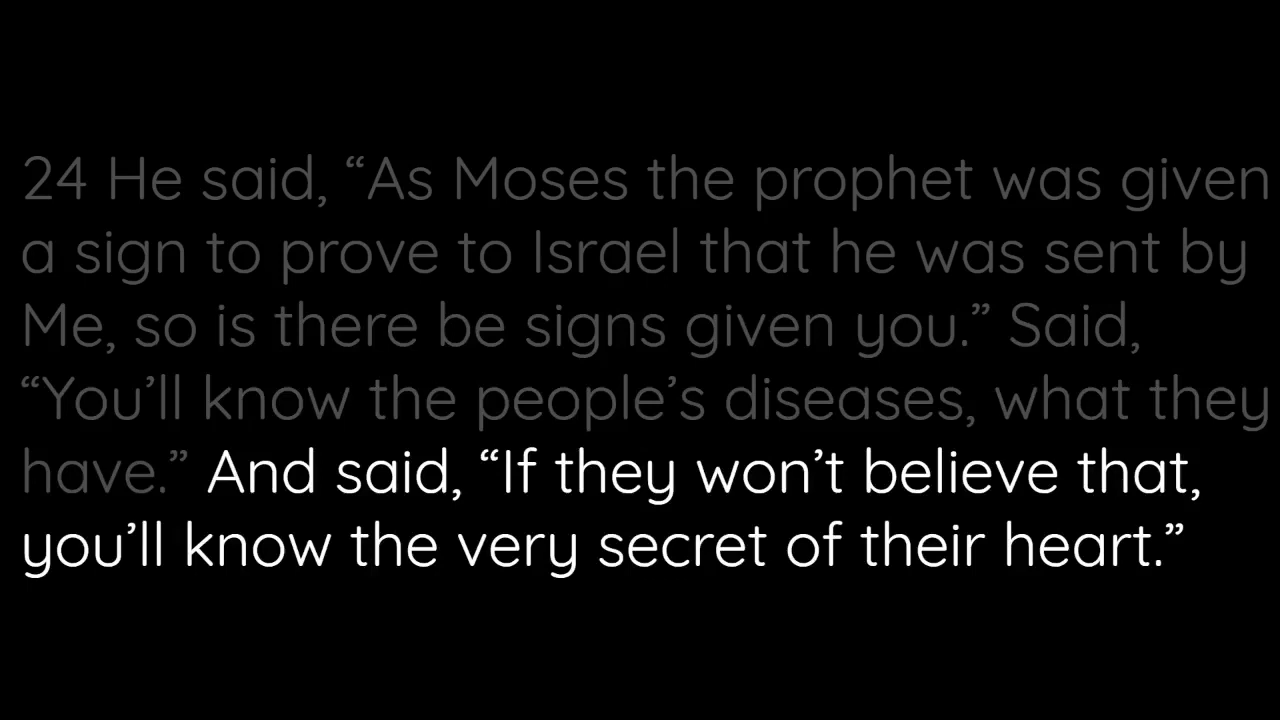 24 He said, “As Moses the prophet was given
a sign to prove to Israel that he was sent by
Me, so is there be signs given you.” Said,
“You’ll know the people’s diseases, what they
have.” And said, “If they won’t believe that,
you’ll know the very secret of their heart.”